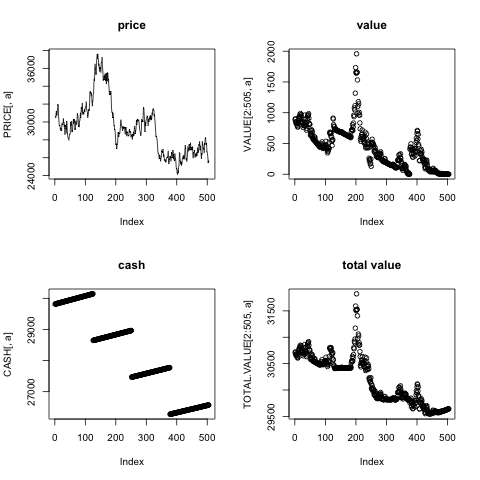 price
PRICE[, a]
24000 30000 36000
0 100 200 300 400 500
Index
value
VALUE[2:505, a]
0 500 1000 1500 2000
0 100 200 300 400 500
Index
cash
CASH[, a]
27000 29000
0 100 200 300 400 500
Index
total value
TOTAL.VALUE[2:505, a]
29500 30500 31500
0 100 200 300 400 500
Index